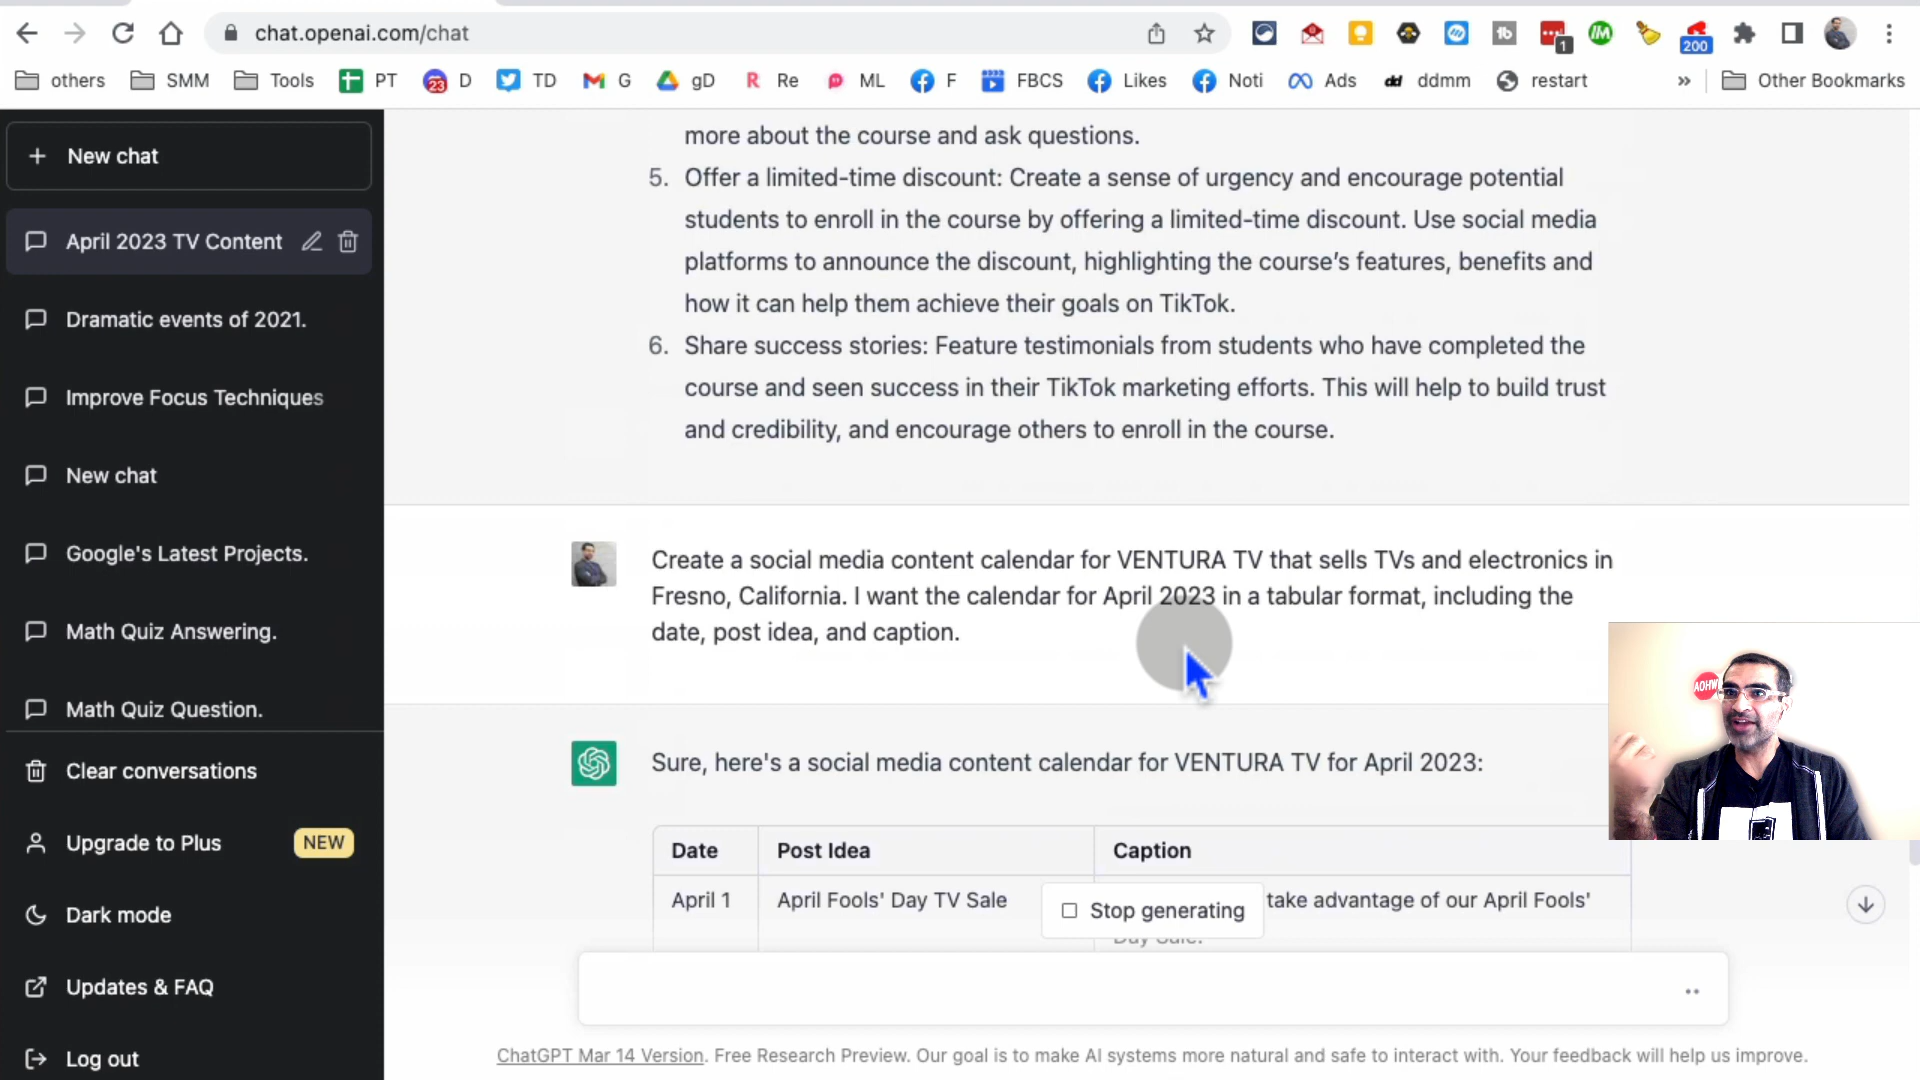 chat.openai.com/chat
1
200
others SMM Tools PT 23 D TD G gD R Re ML F FBCS Likes Noti Ads dd ddmm restart » Other Bookmarks
+ New chat
April 2023 TV Content
Dramatic events of 2021.
Improve Focus Techniques
New chat
Google's Latest Projects.
Math Quiz Answering.
Math Quiz Question.
Clear conversations
Upgrade to Plus NEW
Dark mode
Updates & FAQ
Log out
more about the course and ask questions.
5. Offer a limited-time discount: Create a sense of urgency and encourage potential
students to enroll in the course by offering a limited-time discount. Use social media
platforms to announce the discount, highlighting the course's features, benefits and
how it can help them achieve their goals on TikTok.
6. Share success stories: Feature testimonials from students who have completed the
course and seen success in their TikTok marketing efforts. This will help to build trust
and credibility, and encourage others to enroll in the course.
Create a social media content calendar for VENTURA TV that sells TVs and electronics in
Fresno, California. I want the calendar for April 2023 in a tabular format, including the
date, post idea, and caption.
AOHW
Sure, here's a social media content calendar for VENTURA TV for April 2023:
Date Post Idea Caption
April 1 April Fools' Day TV Sale take advantage of our April Fools'
Day Sale!
Stop generating
ChatGPT Mar 14 Version. Free Research Preview. Our goal is to make AI systems more natural and safe to interact with. Your feedback will help us improve.